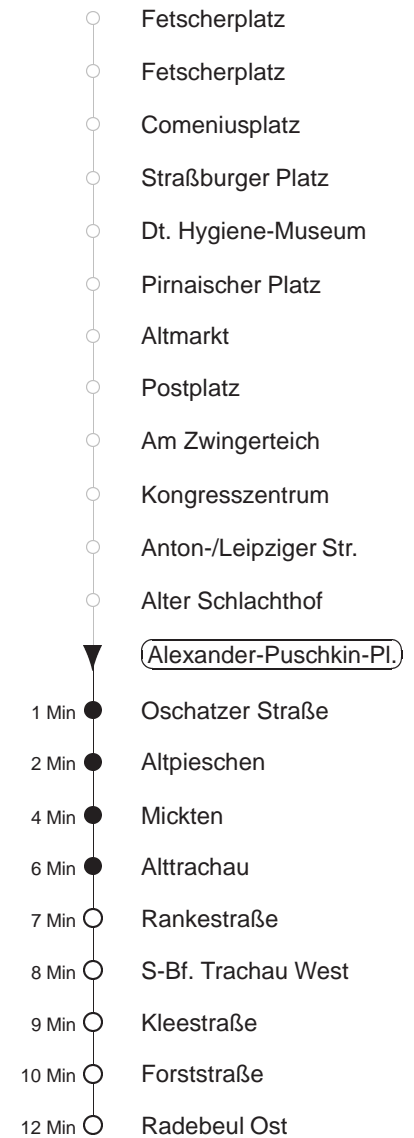 Fetscherplatz
Fetscherplatz
Comeniusplatz
Straßburger Platz
Dt. Hygiene-Museum
Pirnaischer Platz
Altmarkt
Postplatz
Am Zwingerteich
Kongresszentrum
Anton-/Leipziger Str.
Alter Schlachthof
Alexander-Puschkin-Pl.
1 Min Oschatzer Straße
2 Min Altpieschen
4 Min Mickten
6 Min Alttrachau
7 Min Rankestraße
8 Min S-Bf. Trachau West
9 Min Kleestraße
10 Min Forststraße
12 Min Radebeul Ost